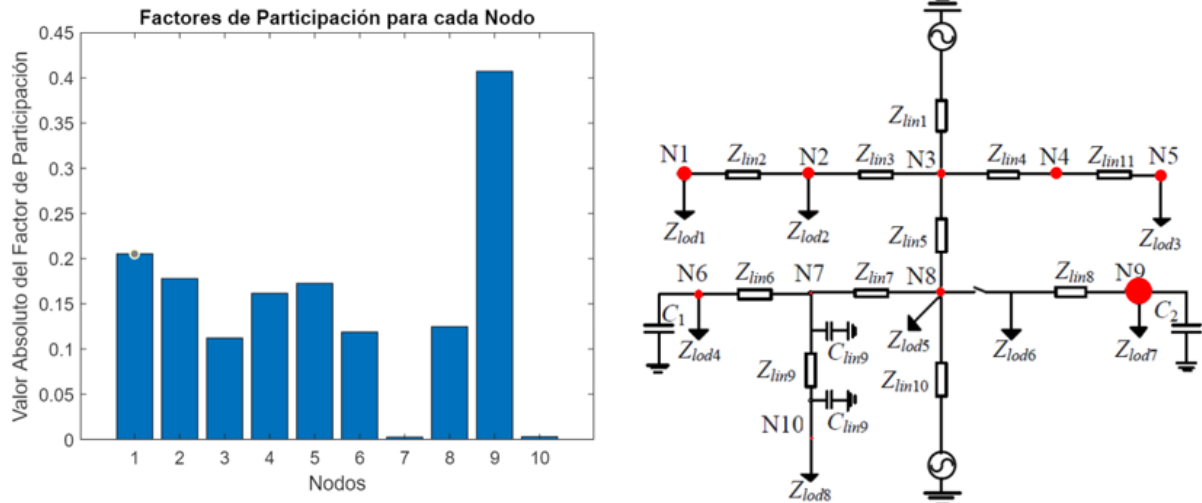 Factores de Participación para cada Nodo
Valor Absoluto del Factor de Participación
0.45
0.4
0.35
0.3
0.25
0.2
0.15
0.1
0.05
0
1 2 3 4 5 6 7 8 9 10
Nodos
Zlin1
N1 Zlin2 N2 Zlin3 N3 Zlin4 N4 Zlin11 N5
Zlod1 Zlod2 Zlin5 Zlod3
N6 Zlin6 N7 Zlin7 N8 Zlin8 N9
C1 Zlod4 Clin9 Zlod5 Zlod6 Zlod7 C2
Zlin9 Zlin10
Clin9
N10
Zlod8